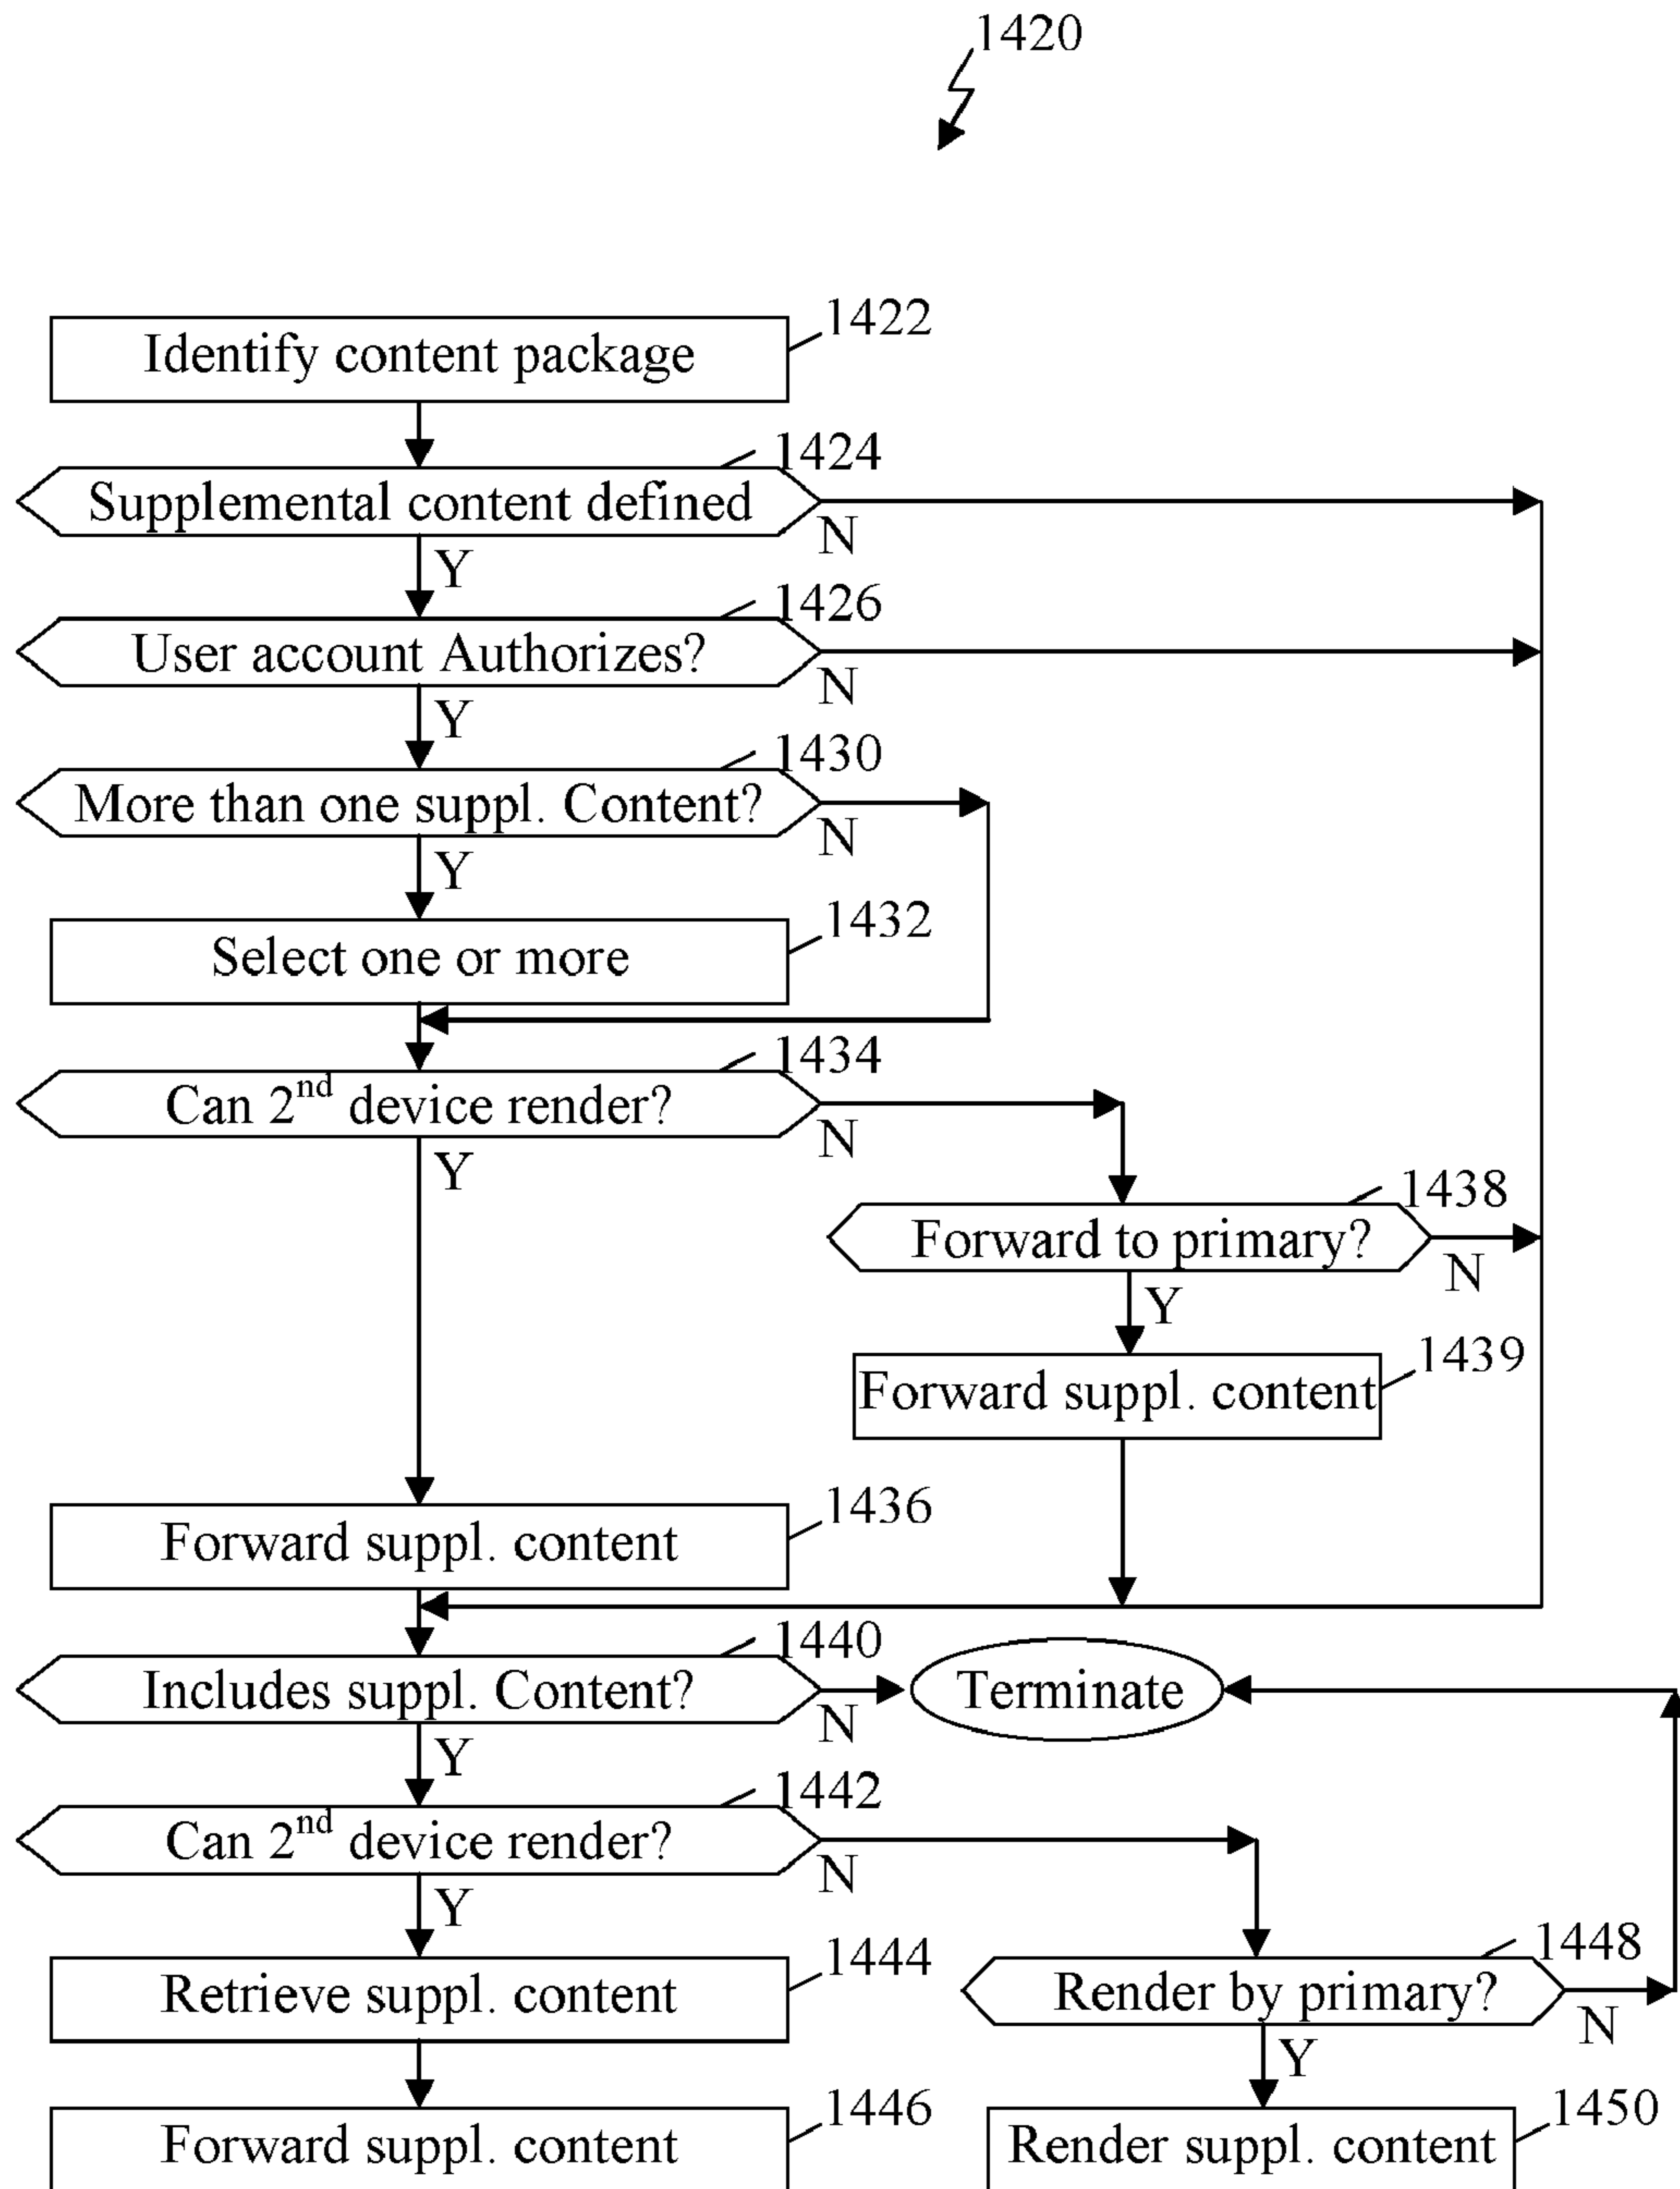 1420
1422
Identify content package
1424
Supplemental content defined
N
Y
1426
User account Authorizes?
N
Y
1430
More than one suppl. Content?
N
Y
1432
Select one or more
1434
Can 2nd device render?
N
Y
1438
Forward to primary?
N
Y
1439
Forward suppl. content
1436
Forward suppl. content
1440
Includes suppl. Content?
N
Terminate
Y
1442
Can 2nd device render?
N
Y
1444
Retrieve suppl. content
1448
Render by primary?
N
Y
1446
Forward suppl. content
1450
Render suppl. content